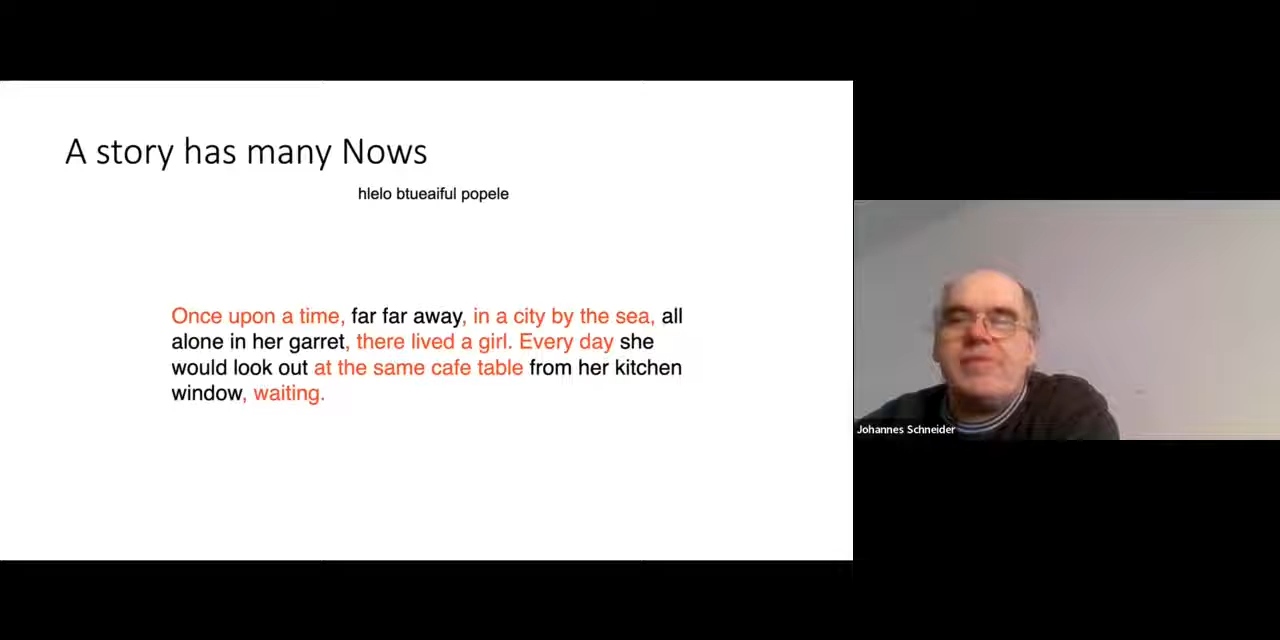 A story has many Nows
hlelo btueaiful popele
Once upon a time, far far away, in a city by the sea, all
alone in her garret, there lived a girl. Every day she
would look out at the same cafe table from her kitchen
window, waiting.
Johannes Schneider